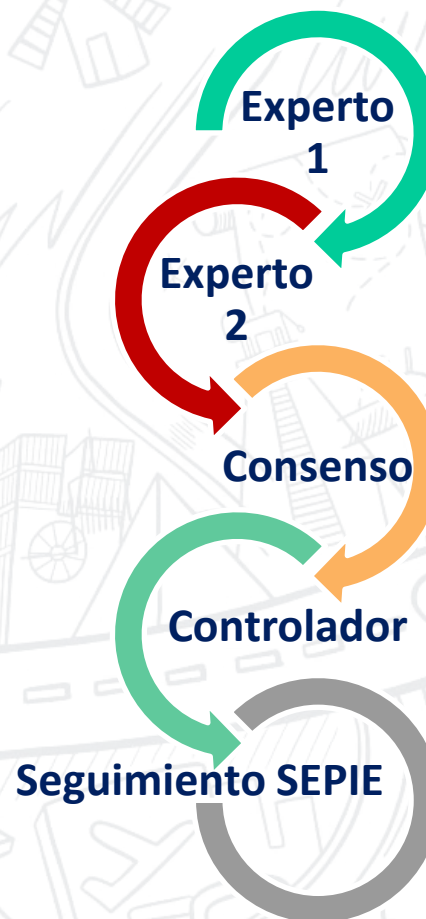 Experto
1
Experto
2
Consenso
Controlador
Seguimiento SEPIE